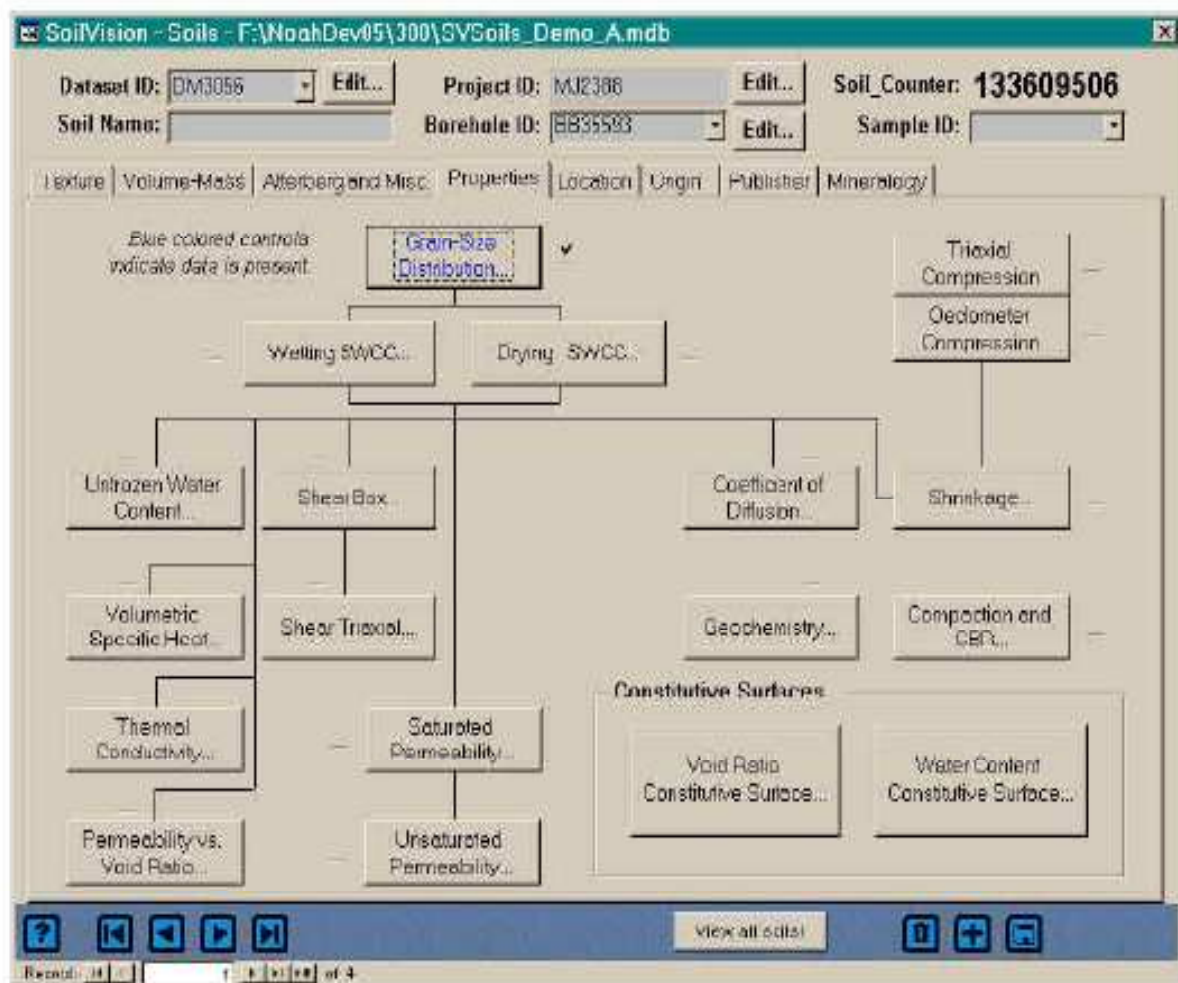 SoilVision - Soils - F:\NoahDev05\300\SVSoils_Demo_A.mdb
Dataset ID: DM3056 Edit... Project ID: MJ2388 Edit... Soil_Counter: 133609506
Soil Name: Borehole ID: BB35593 Edit... Sample ID:
Texture Volume-Mass Atterberg and Misc. Properties Location Origin Publisher Mineralogy
Blue colored controls
indicate data is present.
Grain-Size
Distribution...
Triaxial
Compression
Oedometer
Compression
Wetting SWCC... Drying SWCC...
Unfrozen Water
Content...
Shear Box...
Coefficient of
Diffusion...
Shrinkage...
Volumetric
Specific Heat...
Shear Triaxial...
Geochemistry...
Compaction and
CBR...
Constitutive Surfaces
Thermal
Conductivity...
Saturated
Permeability...
Void Ratio
Constitutive Surface...
Water Content
Constitutive Surface...
Permeability vs.
Void Ratio...
Unsaturated
Permeability...
? View all soils!
Record: 1 of 4